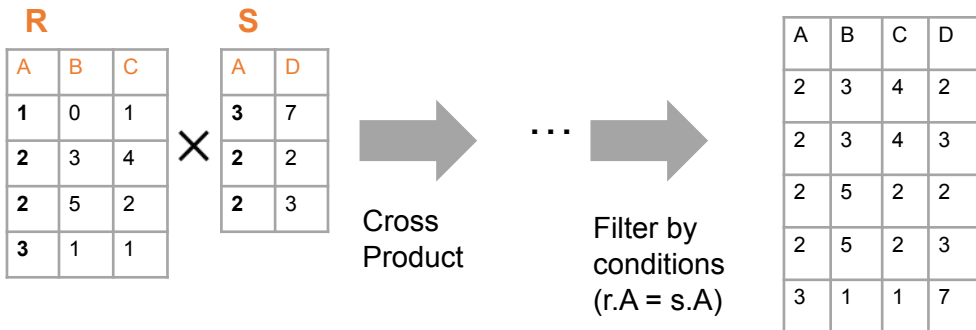 R
A B C
1 0 1
2 3 4
2 5 2
3 1 1
×
S
A D
3 7
2 2
2 3
Cross
Product
...
Filter by
conditions
(r.A = s.A)
A B C D
2 3 4 2
2 3 4 3
2 5 2 2
2 5 2 3
3 1 1 7